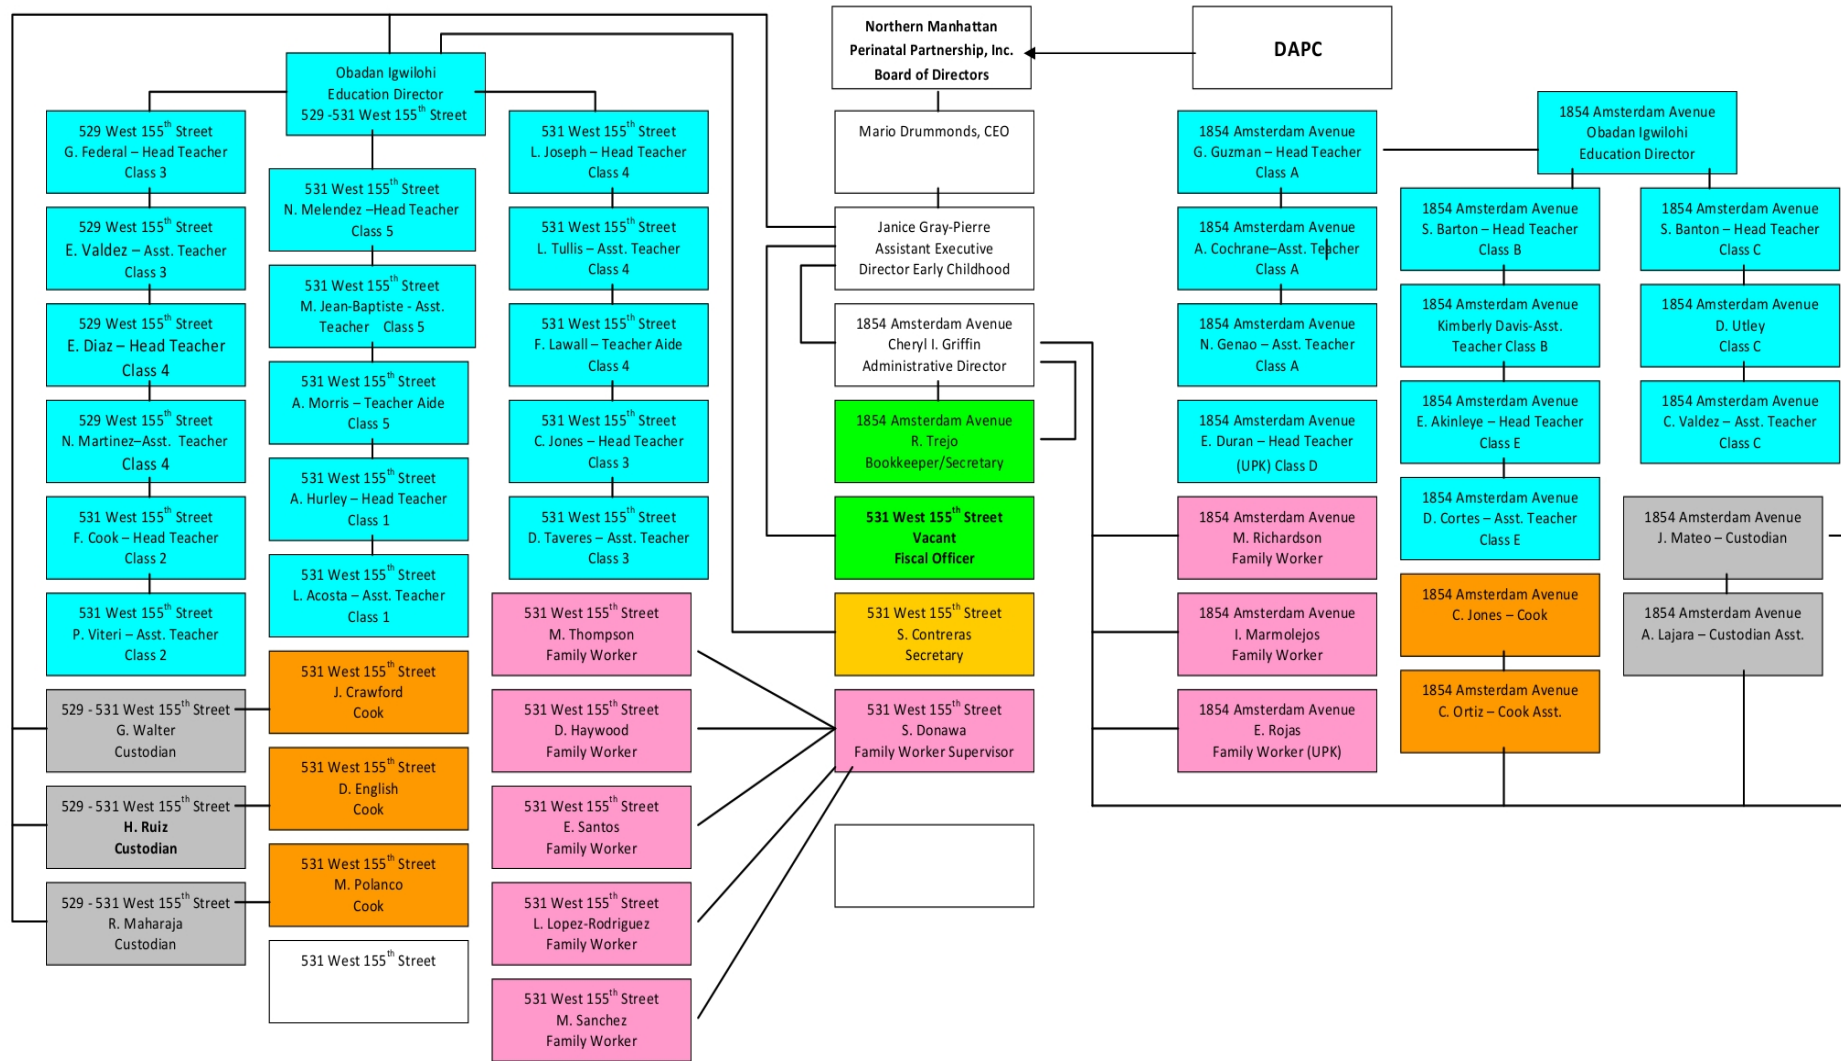 Northern Manhattan
Perinatal Partnership, Inc.
Board of Directors
DAPC
Mario Drummonds, CEO
Janice Gray-Pierre
Assistant Executive
Director Early Childhood
1854 Amsterdam Avenue
Cheryl I. Griffin
Administrative Director
1854 Amsterdam Avenue
R. Trejo
Bookkeeper/Secretary
531 West 155th Street
Vacant
Fiscal Officer
531 West 155th Street
S. Contreras
Secretary
531 West 155th Street
S. Donawa
Family Worker Supervisor
Obadan Igwilohi
Education Director
529 -531 West 155th Street
529 West 155th Street
G. Federal – Head Teacher
Class 3
529 West 155th Street
E. Valdez – Asst. Teacher
Class 3
529 West 155th Street
E. Diaz – Head Teacher
Class 4
529 West 155th Street
N. Martinez–Asst. Teacher
Class 4
531 West 155th Street
F. Cook – Head Teacher
Class 2
531 West 155th Street
P. Viteri – Asst. Teacher
Class 2
529 - 531 West 155th Street
G. Walter
Custodian
529 - 531 West 155th Street
H. Ruiz
Custodian
529 - 531 West 155th Street
R. Maharaja
Custodian
531 West 155th Street
N. Melendez –Head Teacher
Class 5
531 West 155th Street
M. Jean-Baptiste - Asst.
Teacher Class 5
531 West 155th Street
A. Morris – Teacher Aide
Class 5
531 West 155th Street
A. Hurley – Head Teacher
Class 1
531 West 155th Street
L. Acosta – Asst. Teacher
Class 1
531 West 155th Street
J. Crawford
Cook
531 West 155th Street
D. English
Cook
531 West 155th Street
M. Polanco
Cook
531 West 155th Street
531 West 155th Street
L. Joseph – Head Teacher
Class 4
531 West 155th Street
L. Tullis – Asst. Teacher
Class 4
531 West 155th Street
F. Lawall – Teacher Aide
Class 4
531 West 155th Street
C. Jones – Head Teacher
Class 3
531 West 155th Street
D. Taveres – Asst. Teacher
Class 3
531 West 155th Street
M. Thompson
Family Worker
531 West 155th Street
D. Haywood
Family Worker
531 West 155th Street
E. Santos
Family Worker
531 West 155th Street
L. Lopez-Rodriguez
Family Worker
531 West 155th Street
M. Sanchez
Family Worker
1854 Amsterdam Avenue
Obadan Igwilohi
Education Director
1854 Amsterdam Avenue
G. Guzman – Head Teacher
Class A
1854 Amsterdam Avenue
A. Cochrane–Asst. Teacher
Class A
1854 Amsterdam Avenue
N. Genao – Asst. Teacher
Class A
1854 Amsterdam Avenue
E. Duran – Head Teacher
(UPK) Class D
1854 Amsterdam Avenue
M. Richardson
Family Worker
1854 Amsterdam Avenue
I. Marmolejos
Family Worker
1854 Amsterdam Avenue
E. Rojas
Family Worker (UPK)
1854 Amsterdam Avenue
S. Barton – Head Teacher
Class B
1854 Amsterdam Avenue
Kimberly Davis-Asst.
Teacher Class B
1854 Amsterdam Avenue
E. Akinleye – Head Teacher
Class E
1854 Amsterdam Avenue
D. Cortes – Asst. Teacher
Class E
1854 Amsterdam Avenue
C. Jones – Cook
1854 Amsterdam Avenue
C. Ortiz – Cook Asst.
1854 Amsterdam Avenue
S. Banton – Head Teacher
Class C
1854 Amsterdam Avenue
D. Utley
Class C
1854 Amsterdam Avenue
C. Valdez – Asst. Teacher
Class C
1854 Amsterdam Avenue
J. Mateo – Custodian
1854 Amsterdam Avenue
A. Lajara – Custodian Asst.